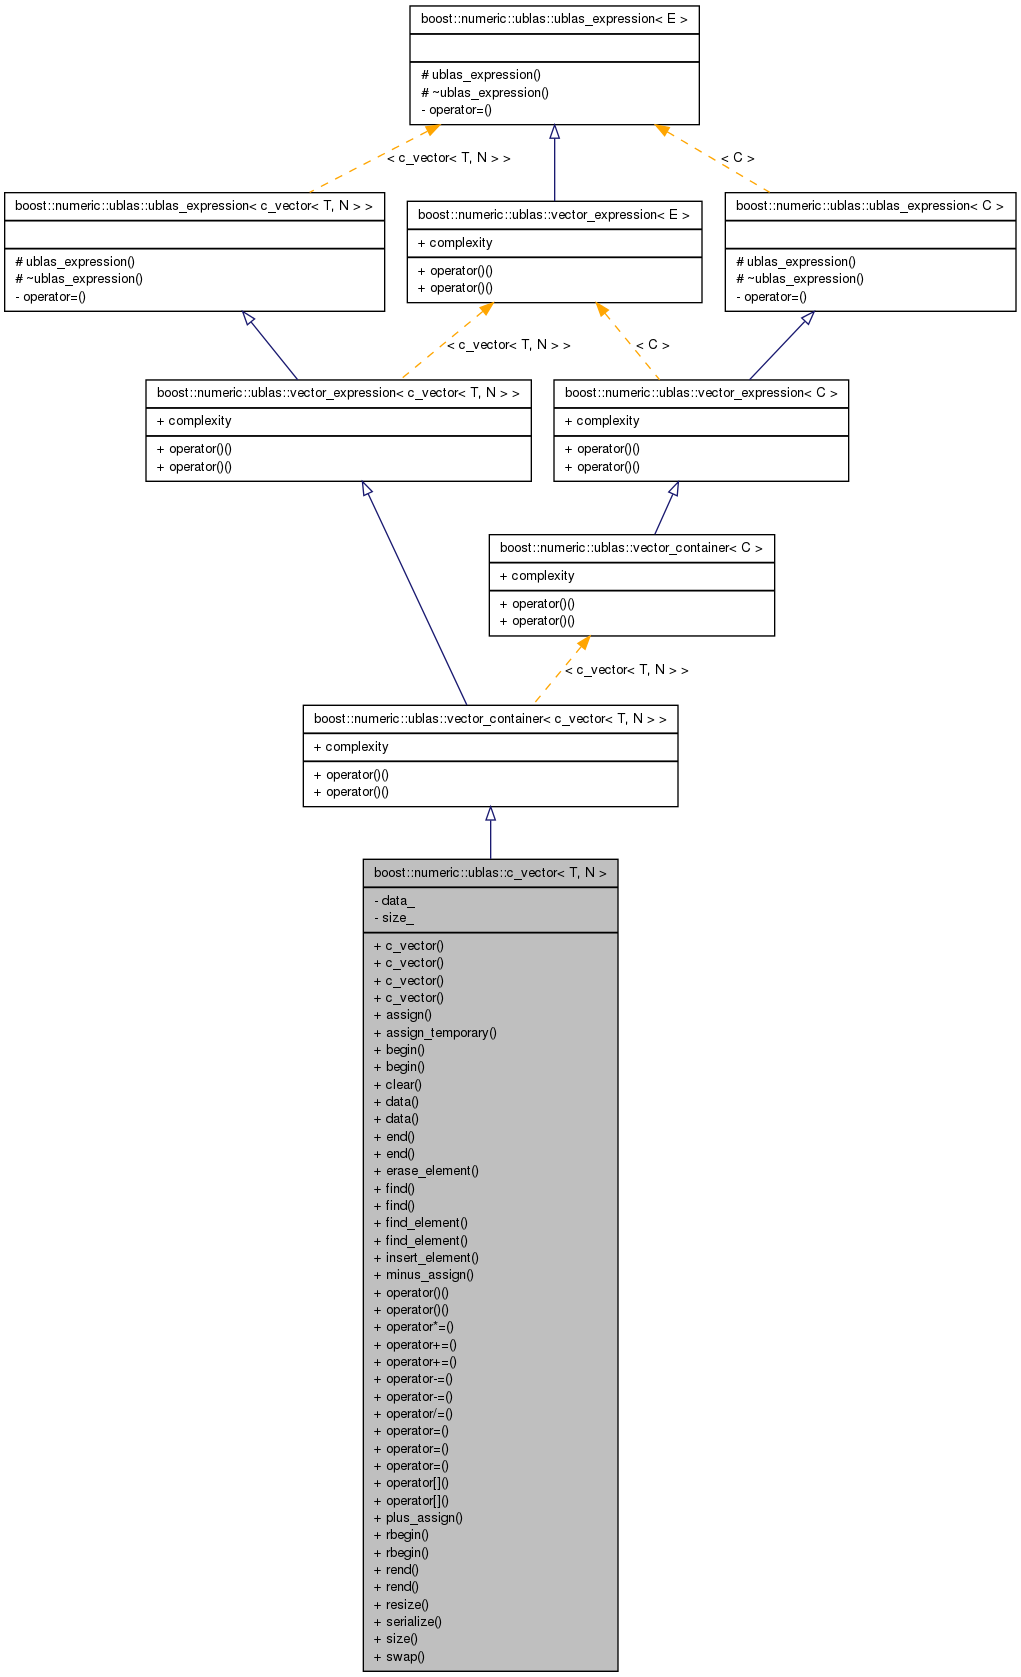 boost::numeric::ublas::ublas_expression< E >
# ublas_expression()
# ~ublas_expression()
- operator=()
< c_vector< T, N > >
< C >
boost::numeric::ublas::ublas_expression< c_vector< T, N > >
# ublas_expression()
# ~ublas_expression()
- operator=()
boost::numeric::ublas::vector_expression< E >
+ complexity
+ operator()()
+ operator()()
boost::numeric::ublas::ublas_expression< C >
# ublas_expression()
# ~ublas_expression()
- operator=()
< c_vector< T, N > >
< C >
boost::numeric::ublas::vector_expression< c_vector< T, N > >
+ complexity
+ operator()()
+ operator()()
boost::numeric::ublas::vector_expression< C >
+ complexity
+ operator()()
+ operator()()
boost::numeric::ublas::vector_container< C >
+ complexity
+ operator()()
+ operator()()
< c_vector< T, N > >
boost::numeric::ublas::vector_container< c_vector< T, N > >
+ complexity
+ operator()()
+ operator()()
boost::numeric::ublas::c_vector< T, N >
- data_
- size_
+ c_vector()
+ c_vector()
+ c_vector()
+ c_vector()
+ assign()
+ assign_temporary()
+ begin()
+ begin()
+ clear()
+ data()
+ data()
+ end()
+ end()
+ erase_element()
+ find()
+ find()
+ find_element()
+ find_element()
+ insert_element()
+ minus_assign()
+ operator()()
+ operator()()
+ operator*=()
+ operator+=()
+ operator+=()
+ operator-=()
+ operator-=()
+ operator/=()
+ operator=()
+ operator=()
+ operator=()
+ operator[]()
+ operator[]()
+ plus_assign()
+ rbegin()
+ rbegin()
+ rend()
+ rend()
+ resize()
+ serialize()
+ size()
+ swap()